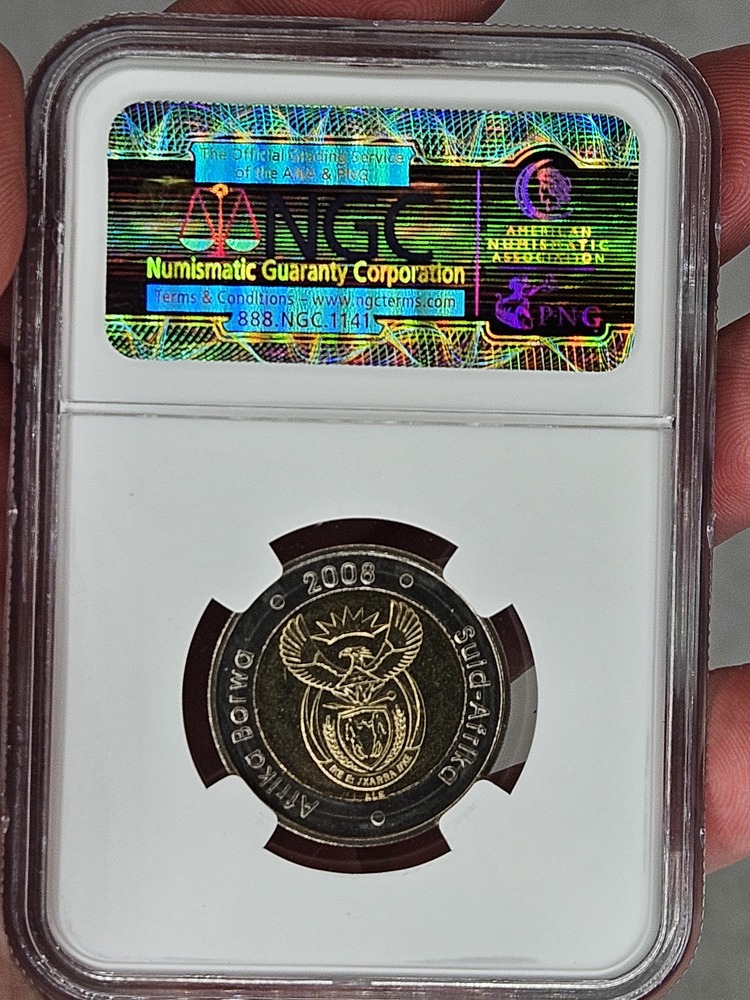 The Official Grading Service
of the ANA & PNG
NGC
Numismatic Guaranty Corporation
Terms & Conditions – www.ngcterms.com
888.NGC.1141
AMERICAN
NUMISMATIC
ASSOCIATION
PNG
2008
Afrika Borwa
Suid-Afrika
!KE E: /XARRA //KE
ALS